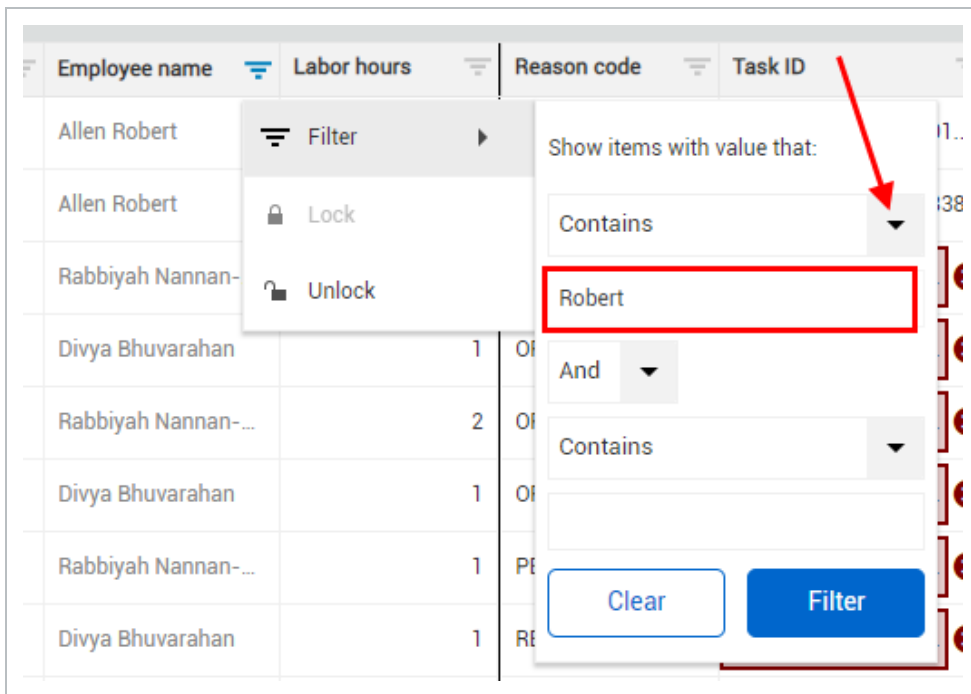 Employee name Labor hours Reason code Task ID
Allen Robert
Filter
Show items with value that:
Allen Robert
Lock
Contains
Rabbiyah Nannan-
Unlock
Robert
Divya Bhuvarahan 1
And
Rabbiyah Nannan-... 2
Contains
Divya Bhuvarahan 1
Rabbiyah Nannan-... 1
Clear Filter
Divya Bhuvarahan 1